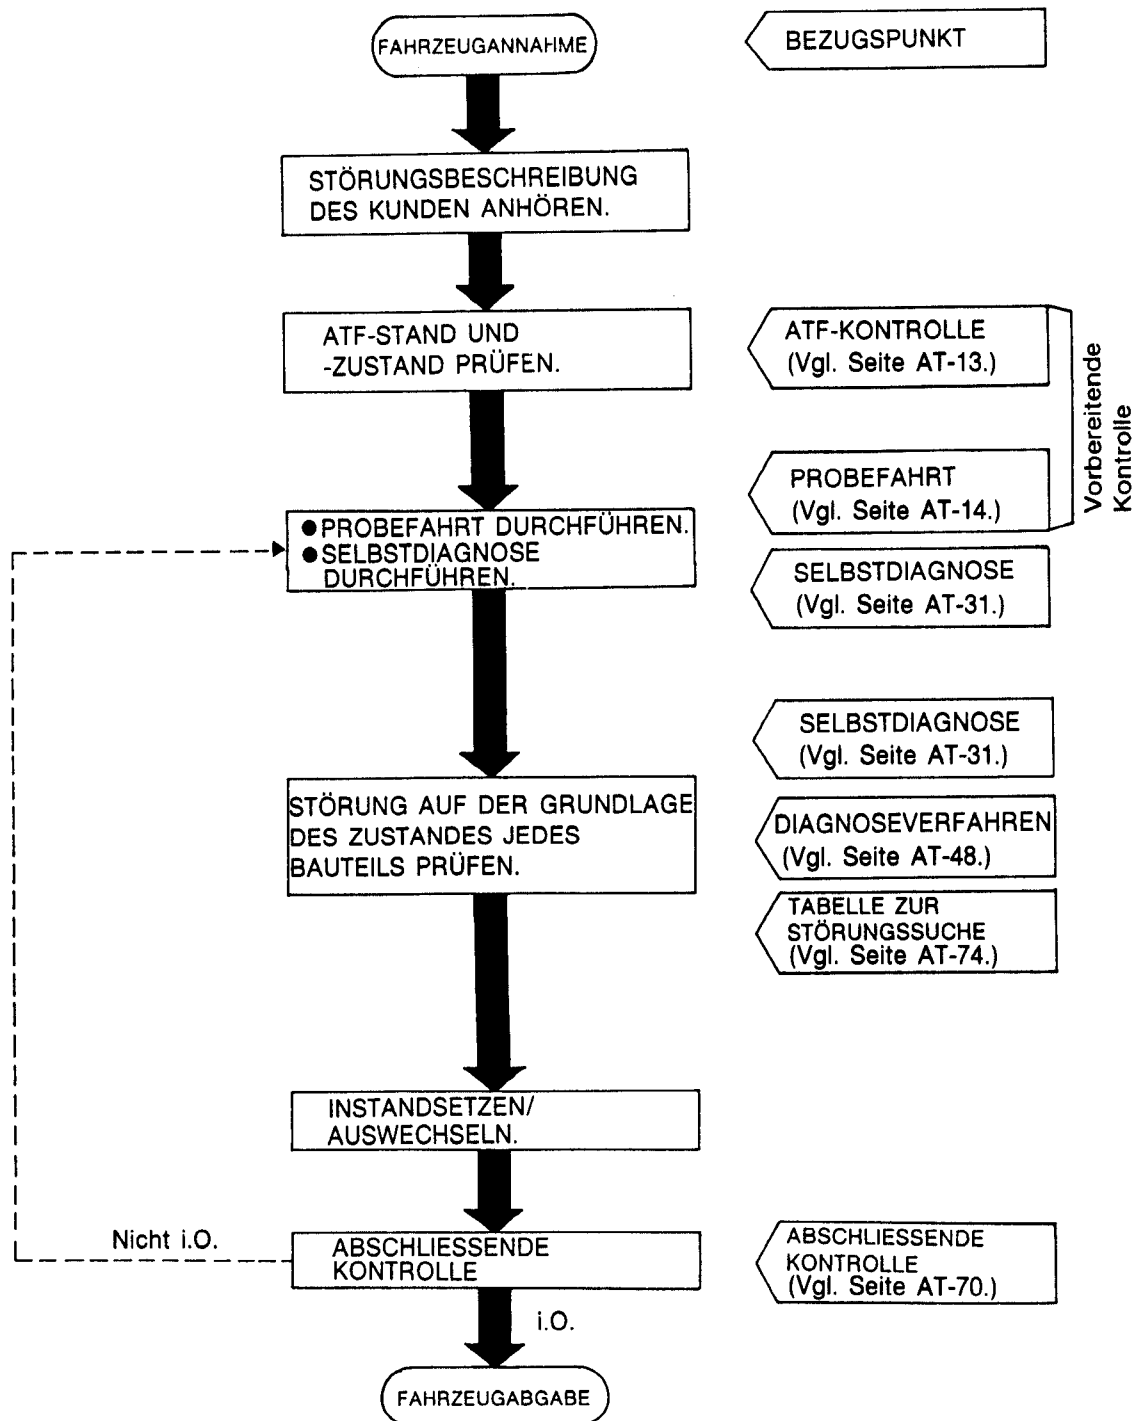 FAHRZEUGANNAHME
BEZUGSPUNKT
STÖRUNGSBESCHREIBUNG
DES KUNDEN ANHÖREN.
ATF-STAND UND
-ZUSTAND PRÜFEN.
ATF-KONTROLLE
(Vgl. Seite AT-13.)
Vorbereitende
Kontrolle
PROBEFAHRT
(Vgl. Seite AT-14.)
●PROBEFAHRT DURCHFÜHREN.
●SELBSTDIAGNOSE
DURCHFÜHREN.
SELBSTDIAGNOSE
(Vgl. Seite AT-31.)
SELBSTDIAGNOSE
(Vgl. Seite AT-31.)
STÖRUNG AUF DER GRUNDLAGE
DES ZUSTANDES JEDES
BAUTEILS PRÜFEN.
DIAGNOSEVERFAHREN
(Vgl. Seite AT-48.)
TABELLE ZUR
STÖRUNGSSUCHE
(Vgl. Seite AT-74.)
INSTANDSETZEN/
AUSWECHSELN.
Nicht i.O.
ABSCHLIESSENDE
KONTROLLE
ABSCHLIESSENDE
KONTROLLE
(Vgl. Seite AT-70.)
i.O.
FAHRZEUGABGABE